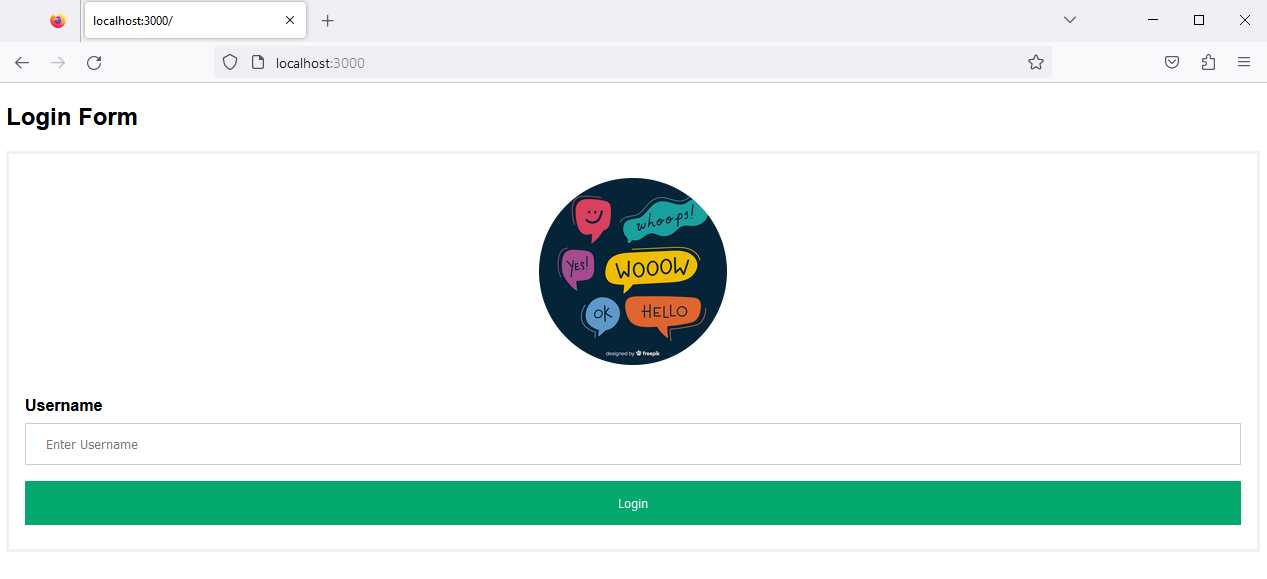 localhost:3000/
localhost:3000
Login Form
whoops!
YES!
WOOOW
OK
HELLO
designed by freepik
Username
Enter Username
Login